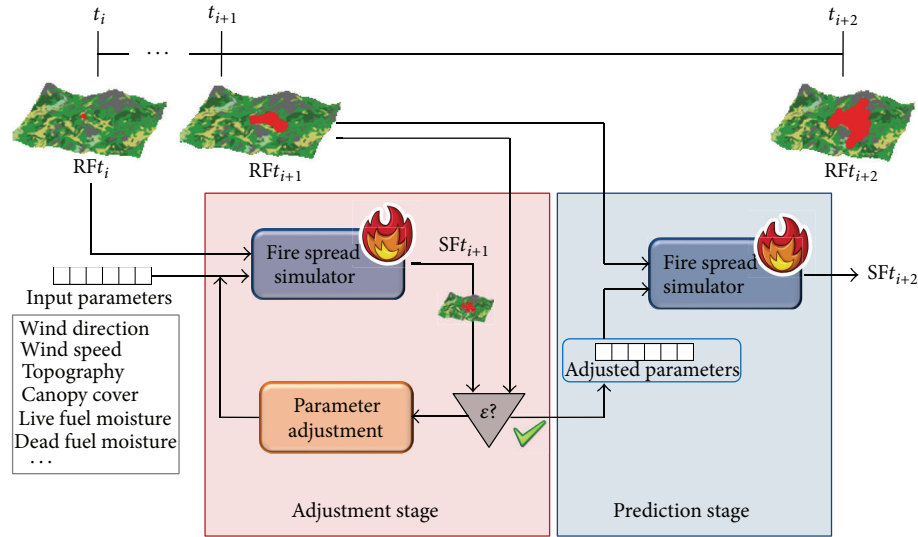 t_i
...
t_{i+1}
t_{i+2}
RFt_i
RFt_{i+1}
RFt_{i+2}
Fire spread
simulator
SFt_{i+1}
Fire spread
simulator
SFt_{i+2}
Input parameters
Wind direction
Wind speed
Topography
Canopy cover
Live fuel moisture
Dead fuel moisture
...
Adjusted parameters
Parameter
adjustment
ε?
Adjustment stage
Prediction stage